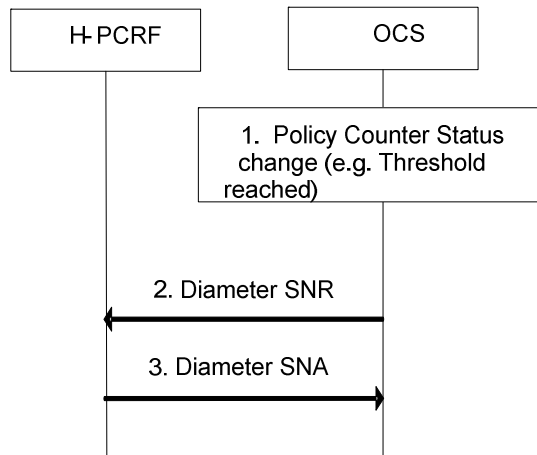 H-PCRF
OCS
1. Policy Counter Status
change (e.g. Threshold
reached)
2. Diameter SNR
3. Diameter SNA